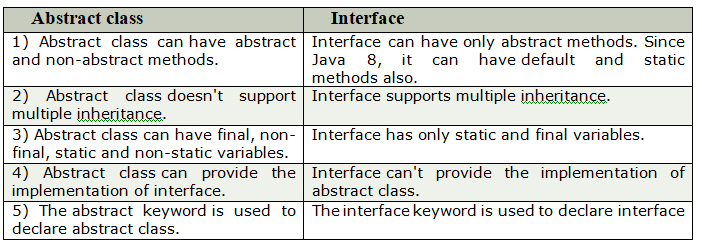 Abstract class
Interface
1) Abstract class can have abstract
and non-abstract methods.
Interface can have only abstract methods. Since
Java 8, it can have default and static
methods also.
2) Abstract class doesn't support
multiple inheritance.
Interface supports multiple inheritance.
3) Abstract class can have final, non-
final, static and non-static variables.
Interface has only static and final variables.
4) Abstract class can provide the
implementation of interface.
Interface can't provide the implementation of
abstract class.
5) The abstract keyword is used to
declare abstract class.
The interface keyword is used to declare interface